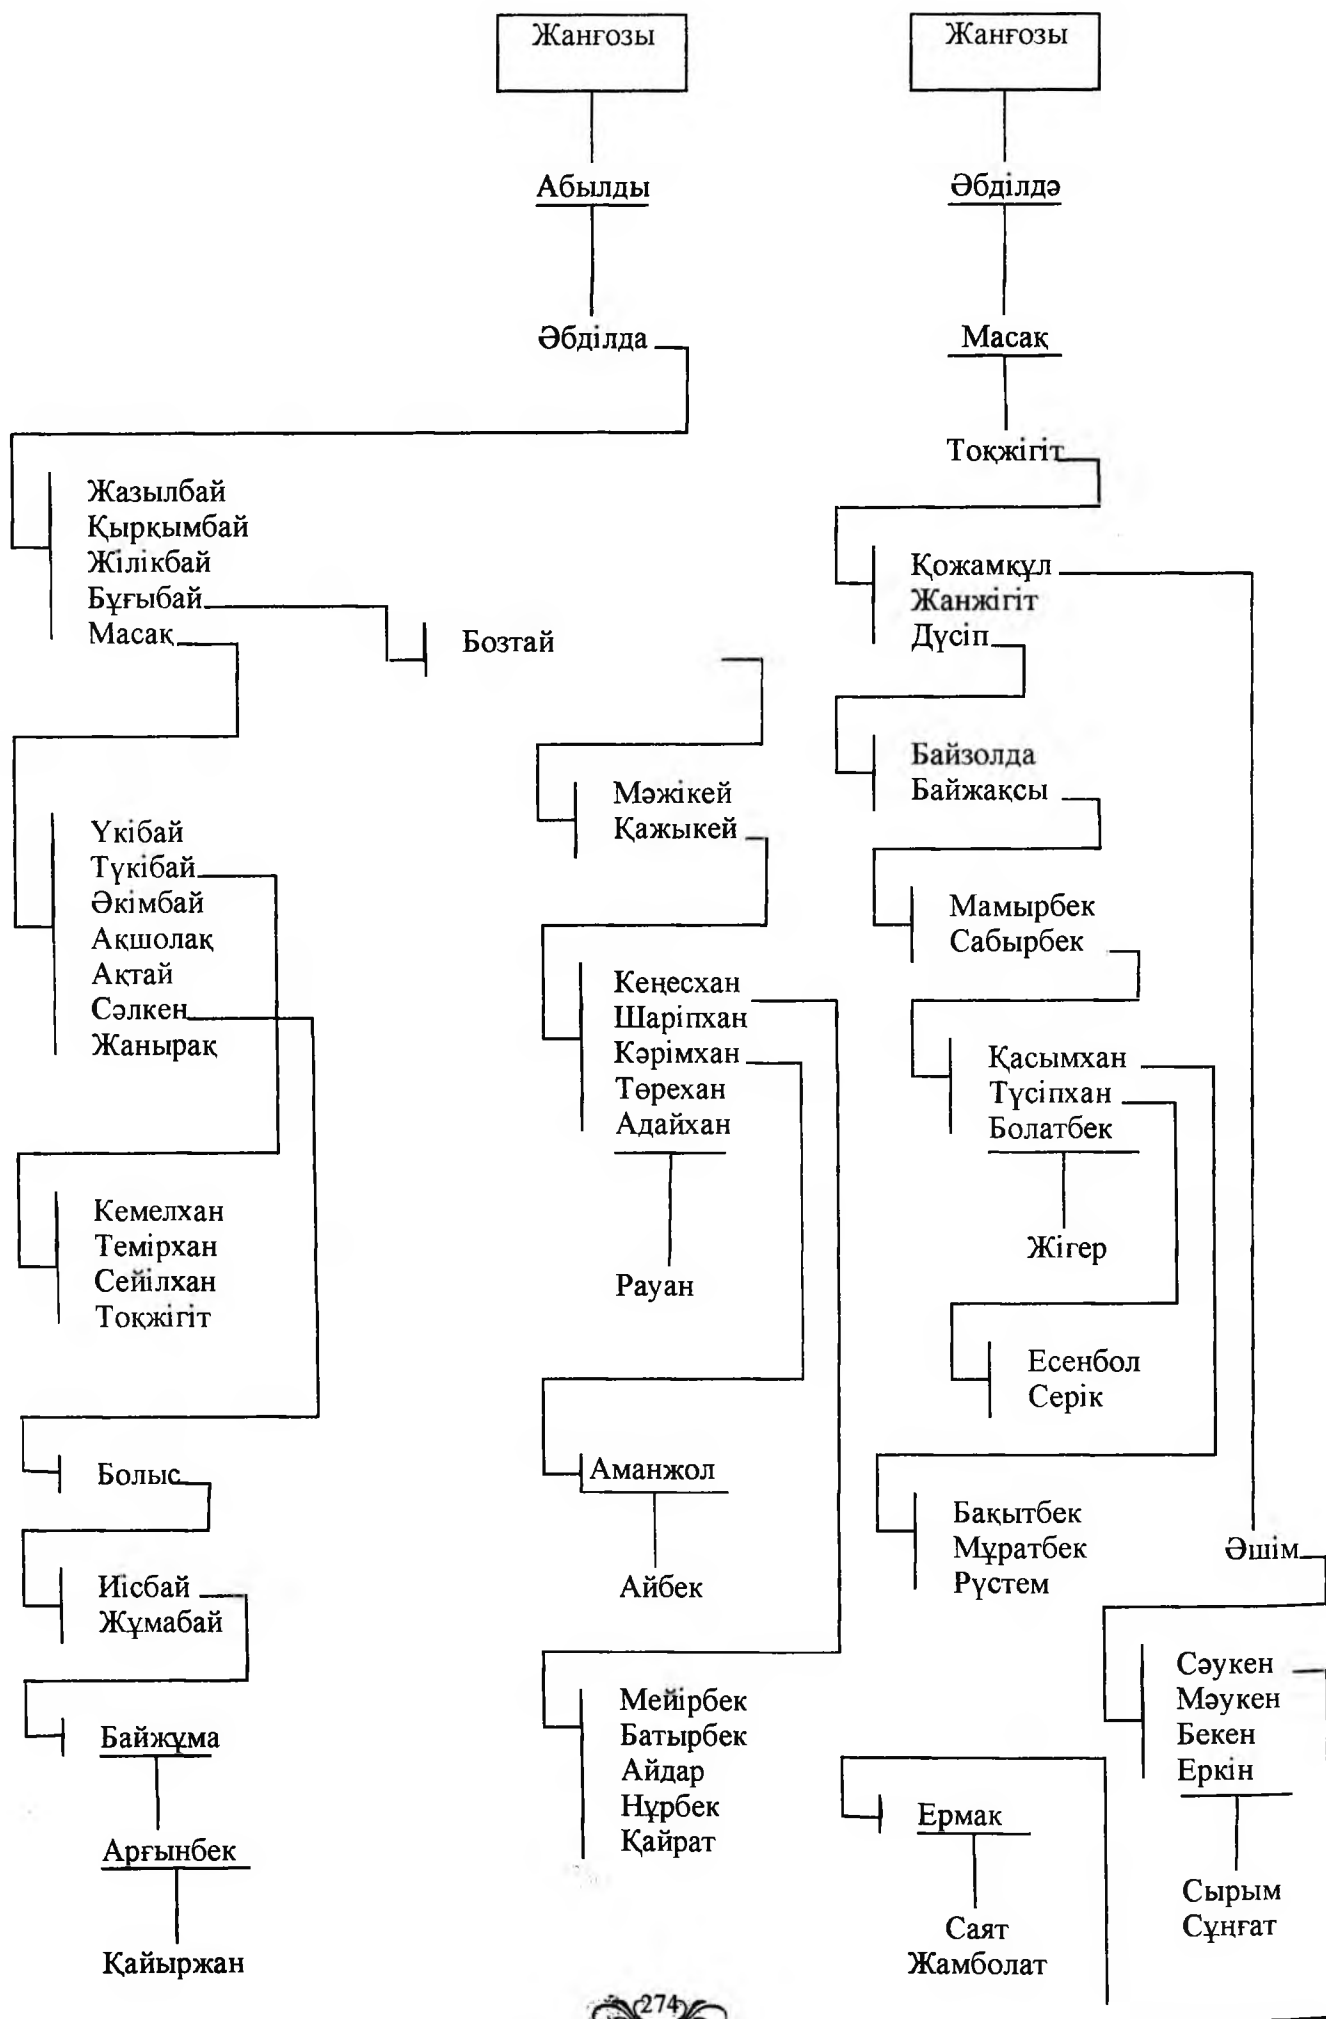 Жанғозы
Абылды
Әбділда
Жазылбай
Қырқымбай
Жілікбай
Бұғыбай
Масақ
Бозтай
Үкібай
Түкібай
Әкімбай
Ақшолақ
Ақтай
Сәлкен
Жанырақ
Кемелхан
Темірхан
Сейілхан
Тоқжігіт
Болыс
Иісбай
Жұмабай
Байжұма
Арғынбек
Қайыржан
Мәжікей
Қажыкей
Кеңесхан
Шаріпхан
Кәрімхан
Төрехан
Адайхан
Рауан
Аманжол
Айбек
Мейірбек
Батырбек
Айдар
Нұрбек
Қайрат
Жанғозы
Әбділдә
Масақ
Тоқжігіт
Қожамқұл
Жанжігіт
Дүсіп
Байзолда
Байжақсы
Мамырбек
Сабырбек
Қасымхан
Түсіпхан
Болатбек
Жігер
Есенбол
Серік
Бақытбек
Мұратбек
Рүстем
Әшім
Сәукен
Мәукен
Бекен
Еркін
Сырым
Сұңғат
Ермак
Саят
Жамболат
274